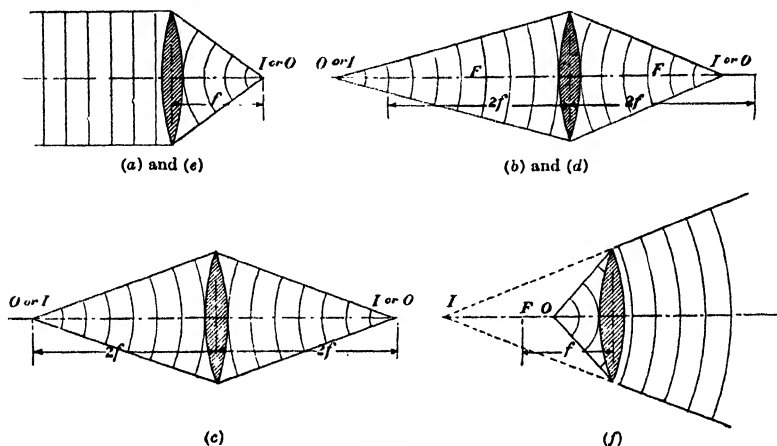 I or O
f
(a) and (e)
O or I
F
F
I or O
2f
2f
(b) and (d)
O or I
I or O
2f
2f
(c)
I
F O
f
(f)